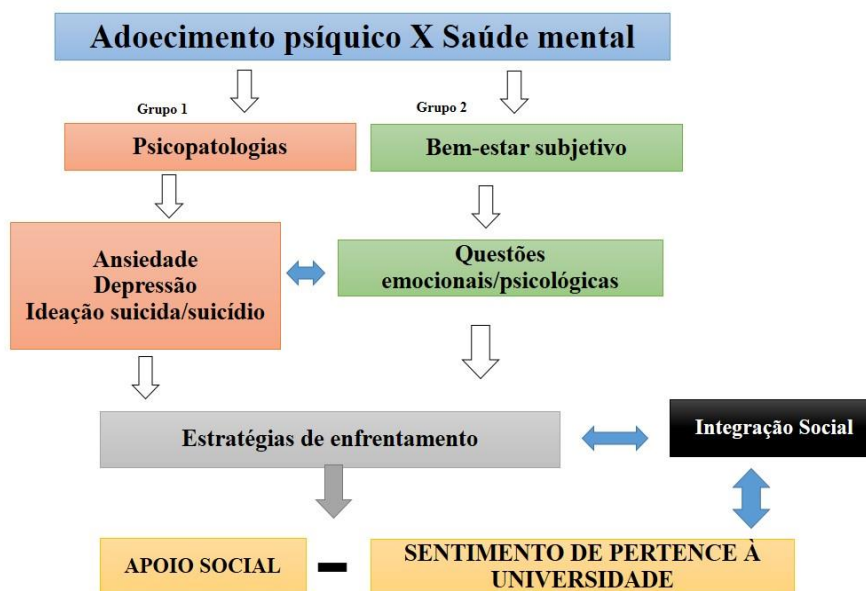 Adoecimento psíquico X Saúde mental
Grupo 1
Grupo 2
Psicopatologias
Bem-estar subjetivo
Ansiedade
Depressão
Ideação suicida/suicídio
Questões
emocionais/psicológicas
Estratégias de enfrentamento
Integração Social
APOIO SOCIAL
SENTIMENTO DE PERTENCE À
UNIVERSIDADE